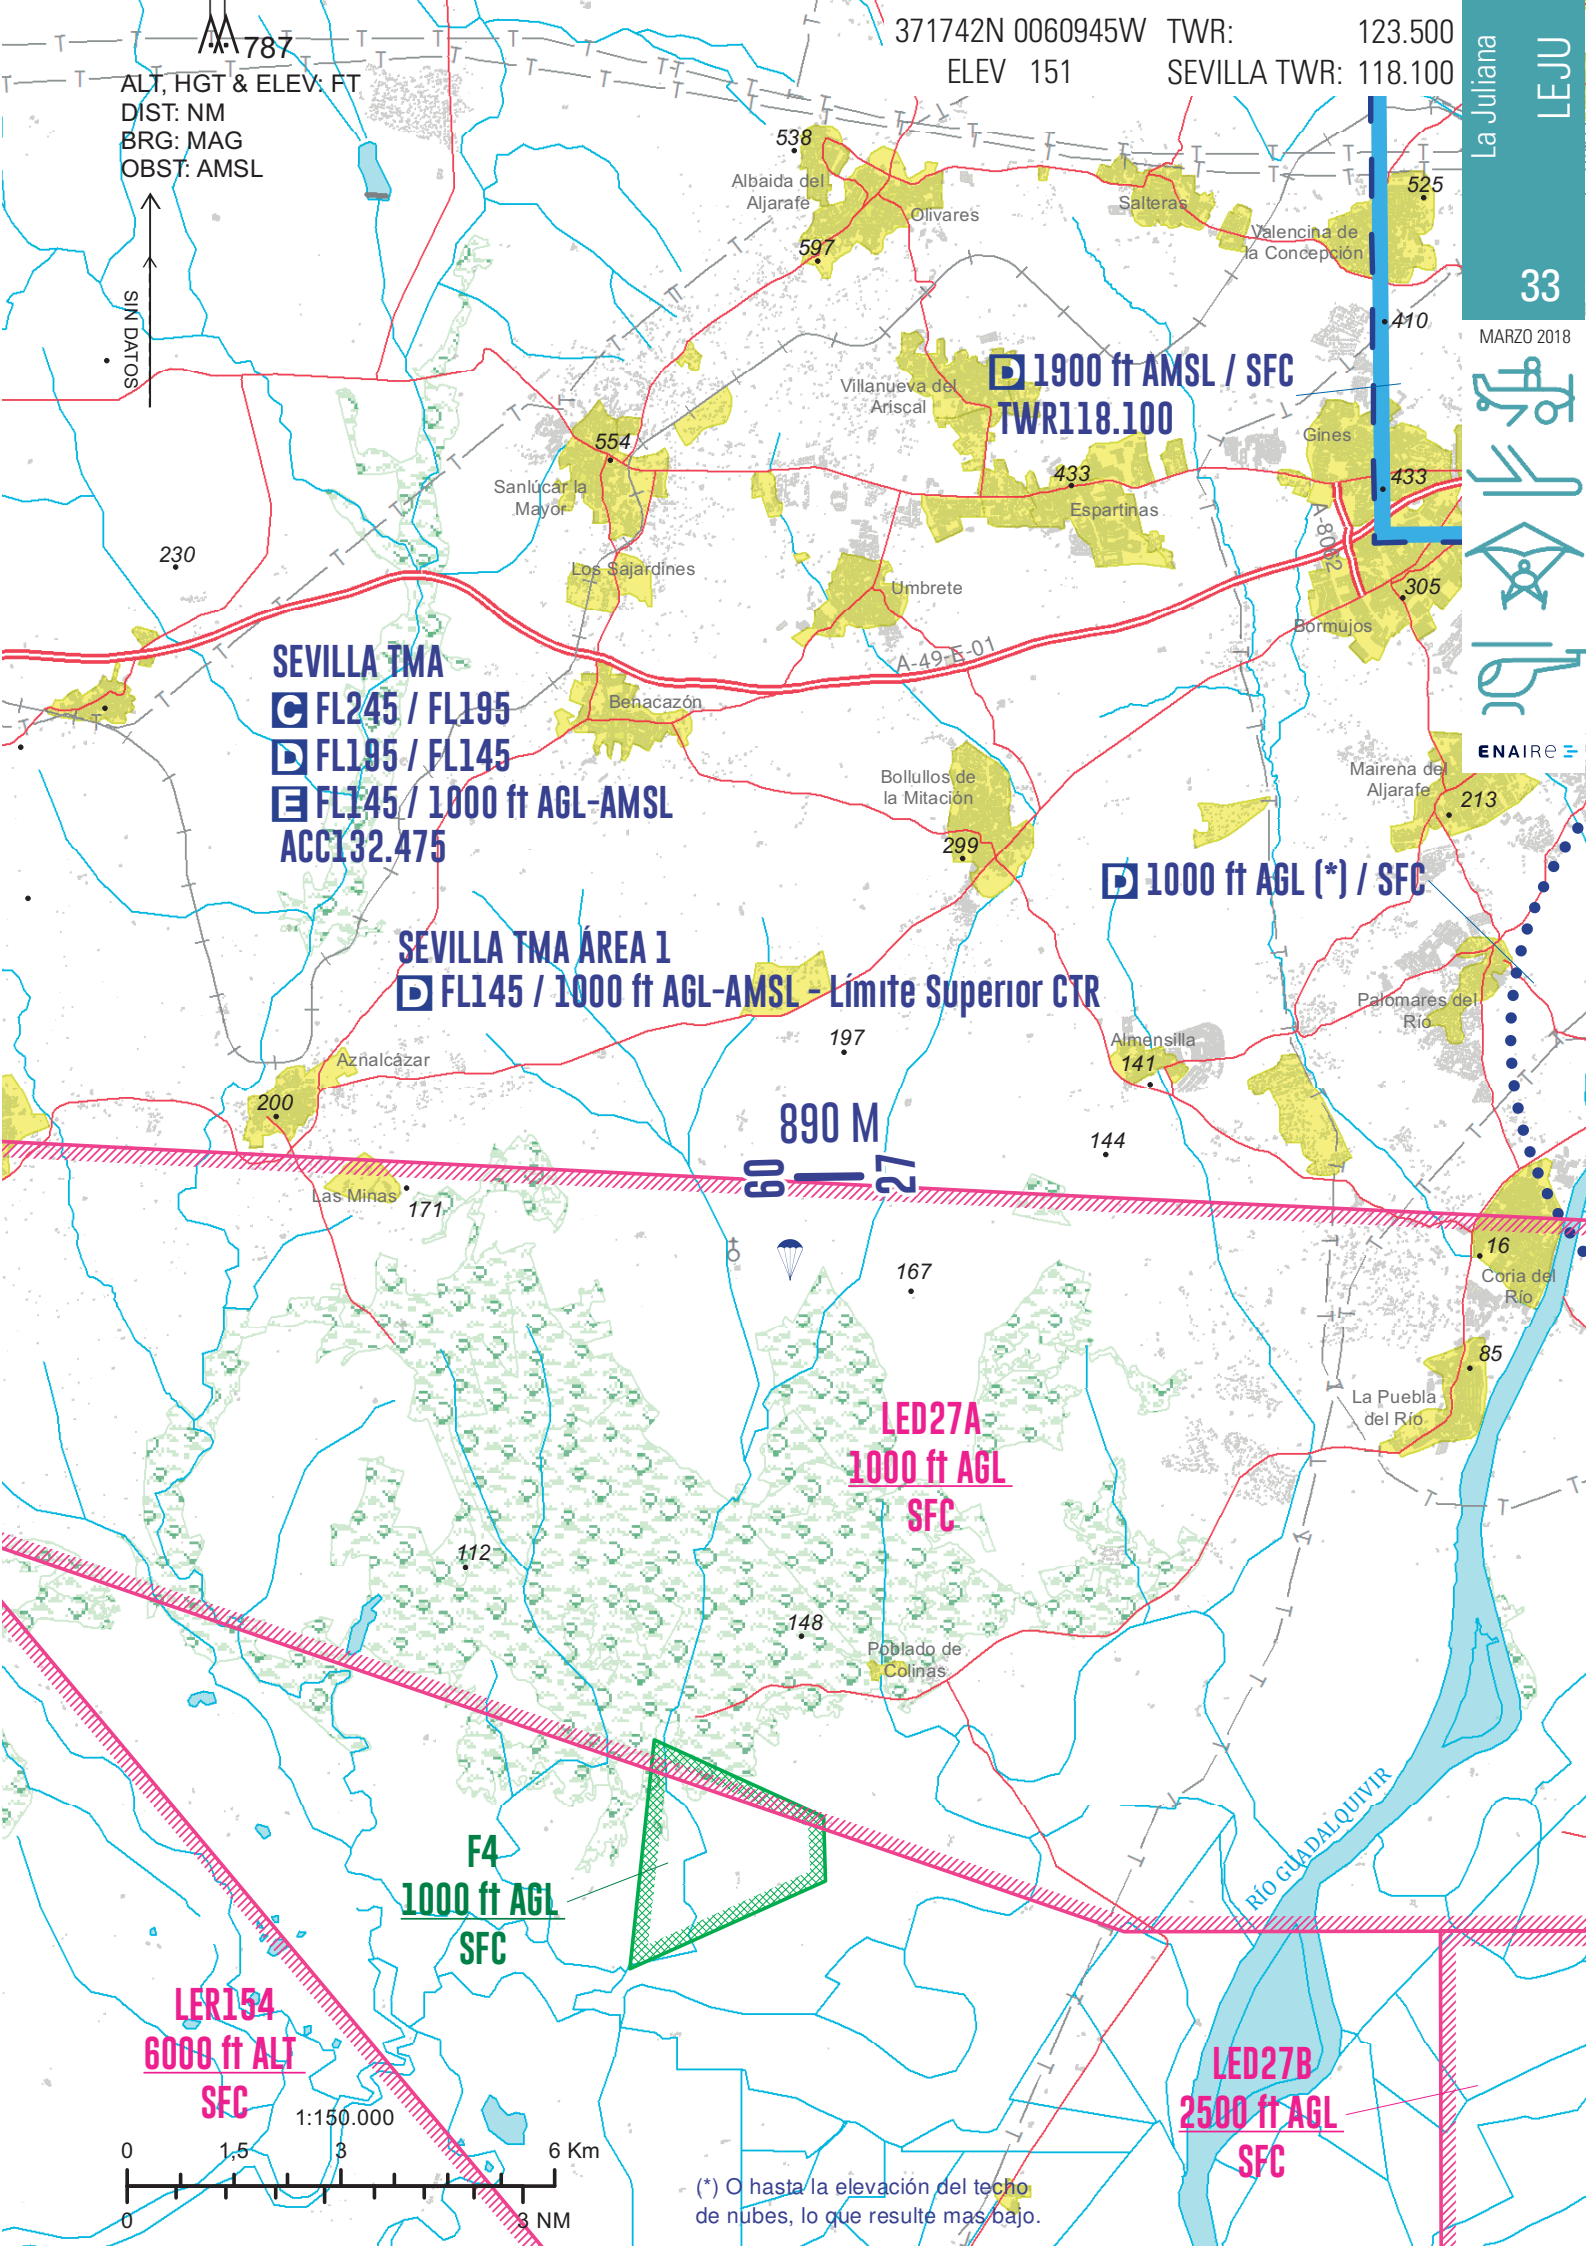 787
ALT, HGT & ELEV: FT
DIST: NM
BRG: MAG
OBST: AMSL
SIN DATOS
371742N 0060945W TWR: 123.500
ELEV 151 SEVILLA TWR: 118.100
La Juliana
LEJU
33
MARZO 2018
ENAIRe
538
Albaida del
Aljarafe
Olivares
597
Salteras
525
Valencina de
la Concepción
410
D 1900 ft AMSL / SFC
TWR118.100
Villanueva del
Ariscal
Gines
554
Sanlúcar la
Mayor
433
Espartinas
433
A-8062
230
Los Sajardines
Umbrete
305
Bormujos
A-49-E-01
SEVILLA TMA
C FL245 / FL195
D FL195 / FL145
E FL145 / 1000 ft AGL-AMSL
ACC132.475
Benacazón
Bollullos de
la Mitación
299
Mairena del
Aljarafe
213
D 1000 ft AGL (*) / SFC
SEVILLA TMA ÁREA 1
D FL145 / 1000 ft AGL-AMSL - Límite Superior CTR
Palomares del
Río
197
Almensilla
141
Aznalcázar
200
890 M
09
27
144
Las Minas
171
167
16
Coria del
Río
85
La Puebla
del Río
LED27A
1000 ft AGL
SFC
112
148
Poblado de
Colinas
RÍO GUADALQUIVIR
F4
1000 ft AGL
SFC
LER154
6000 ft ALT
SFC
LED27B
2500 ft AGL
SFC
1:150.000
0 1,5 3 6 Km
0 3 NM
(*) O hasta la elevación del techo
de nubes, lo que resulte mas bajo.